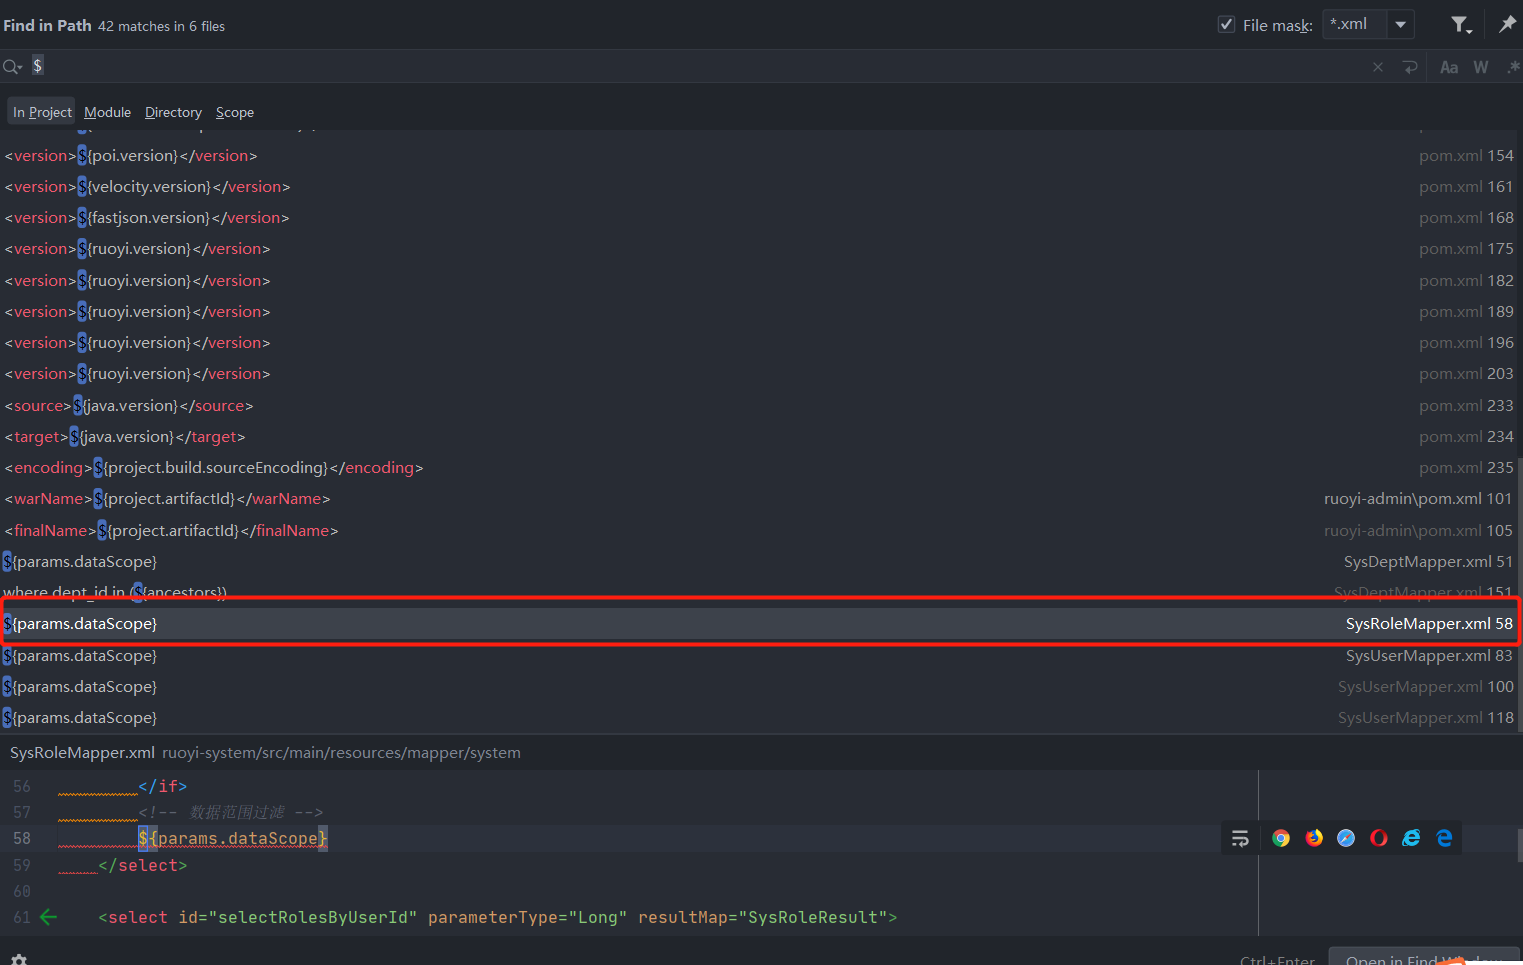 Find in Path 42 matches in 6 files File mask: *.xml
$ Aa W .*
In Project Module Directory Scope
<version>${poi.version}</version> pom.xml 154
<version>${velocity.version}</version> pom.xml 161
<version>${fastjson.version}</version> pom.xml 168
<version>${ruoyi.version}</version> pom.xml 175
<version>${ruoyi.version}</version> pom.xml 182
<version>${ruoyi.version}</version> pom.xml 189
<version>${ruoyi.version}</version> pom.xml 196
<version>${ruoyi.version}</version> pom.xml 203
<source>${java.version}</source> pom.xml 233
<target>${java.version}</target> pom.xml 234
<encoding>${project.build.sourceEncoding}</encoding> pom.xml 235
<warName>${project.artifactId}</warName> ruoyi-admin\pom.xml 101
<finalName>${project.artifactId}</finalName> ruoyi-admin\pom.xml 105
${params.dataScope} SysDeptMapper.xml 51
where dept_id in (${ancestors}) SysDeptMapper.xml 151
${params.dataScope} SysRoleMapper.xml 58
${params.dataScope} SysUserMapper.xml 83
${params.dataScope} SysUserMapper.xml 100
${params.dataScope} SysUserMapper.xml 118
SysRoleMapper.xml ruoyi-system/src/main/resources/mapper/system
56 </if>
57 <!-- 数据范围过滤 -->
58 ${params.dataScope}
59 </select>
60
61 <select id="selectRolesByUserId" parameterType="Long" resultMap="SysRoleResult">
Ctrl+Enter Open in Find Window